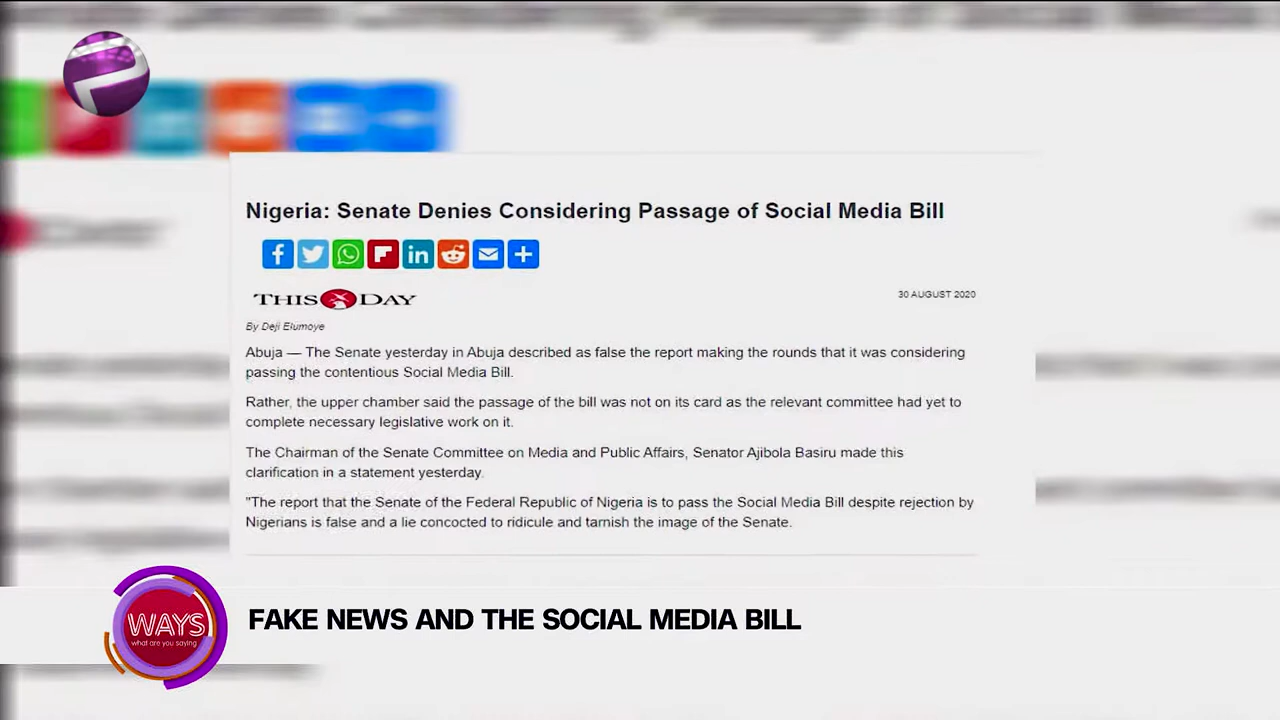 Nigeria: Senate Denies Considering Passage of Social Media Bill
THIS DAY
30 AUGUST 2020
By Deji Elumoye
Abuja — The Senate yesterday in Abuja described as false the report making the rounds that it was considering
passing the contentious Social Media Bill.
Rather, the upper chamber said the passage of the bill was not on its card as the relevant committee had yet to
complete necessary legislative work on it.
The Chairman of the Senate Committee on Media and Public Affairs, Senator Ajibola Basiru made this
clarification in a statement yesterday.
"The report that the Senate of the Federal Republic of Nigeria is to pass the Social Media Bill despite rejection by
Nigerians is false and a lie concocted to ridicule and tarnish the image of the Senate.
WAYS
what are you saying
FAKE NEWS AND THE SOCIAL MEDIA BILL